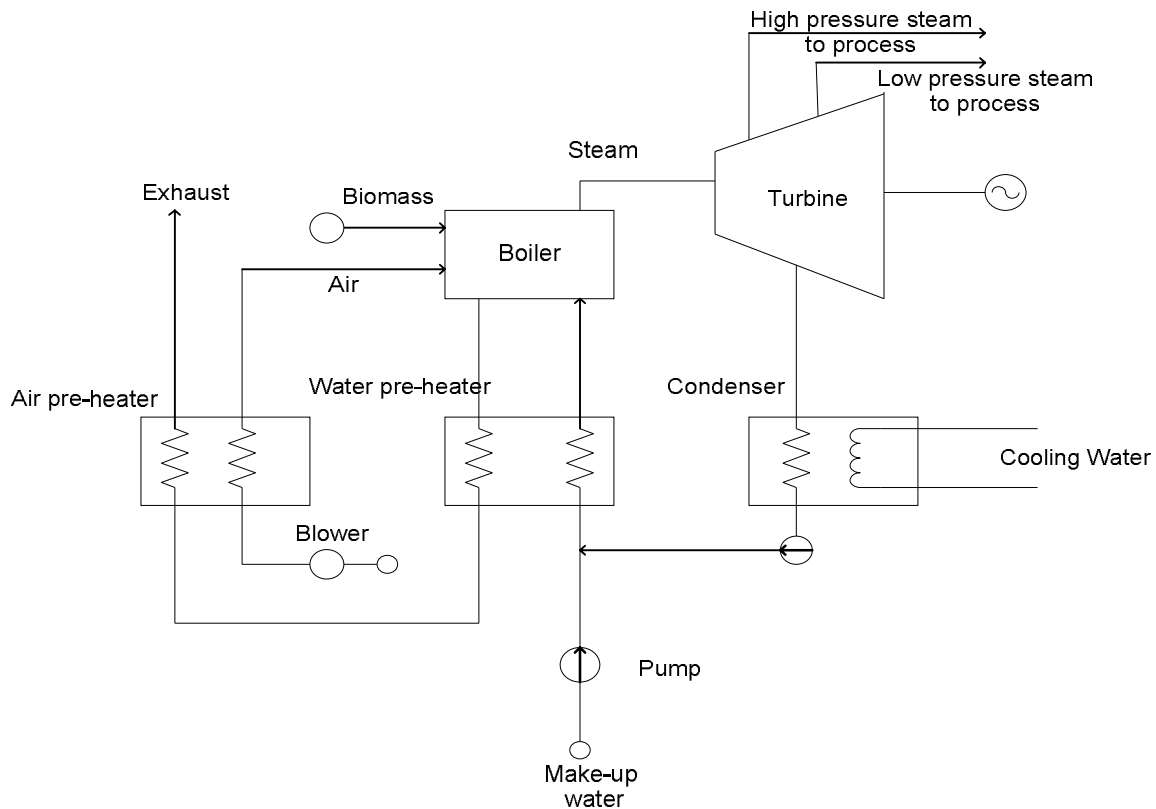 High pressure steam
to process
Low pressure steam
to process
Steam
Turbine
Exhaust
Biomass
Boiler
Air
Air pre-heater
Water pre-heater
Condenser
Cooling Water
Blower
Pump
Make-up
water